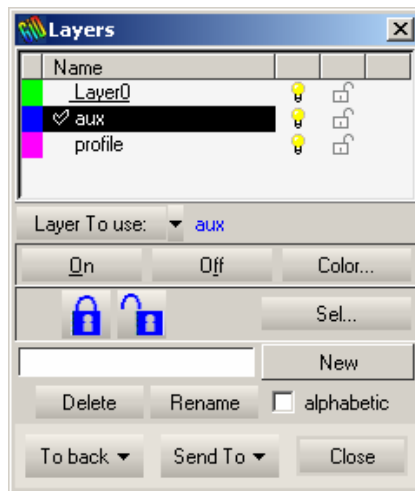 Layers
Name
Layer0
aux
profile
Layer To use: aux
On Off Color...
Sel...
New
Delete Rename alphabetic
To back Send To Close